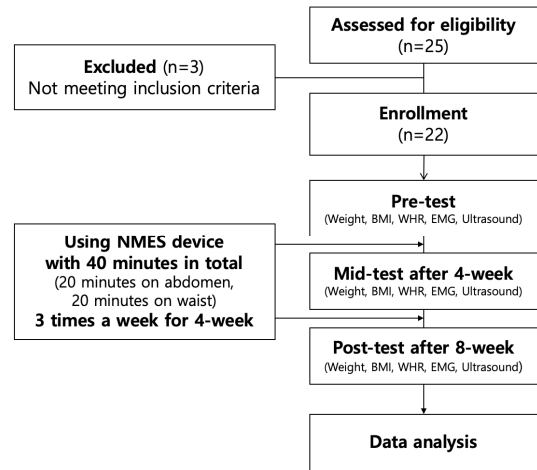 Assessed for eligibility
(n=25)
Excluded (n=3)
Not meeting inclusion criteria
Enrollment
(n=22)
Pre-test
(Weight, BMI, WHR, EMG, Ultrasound)
Using NMES device
with 40 minutes in total
(20 minutes on abdomen,
20 minutes on waist)
3 times a week for 4-week
Mid-test after 4-week
(Weight, BMI, WHR, EMG, Ultrasound)
Post-test after 8-week
(Weight, BMI, WHR, EMG, Ultrasound)
Data analysis